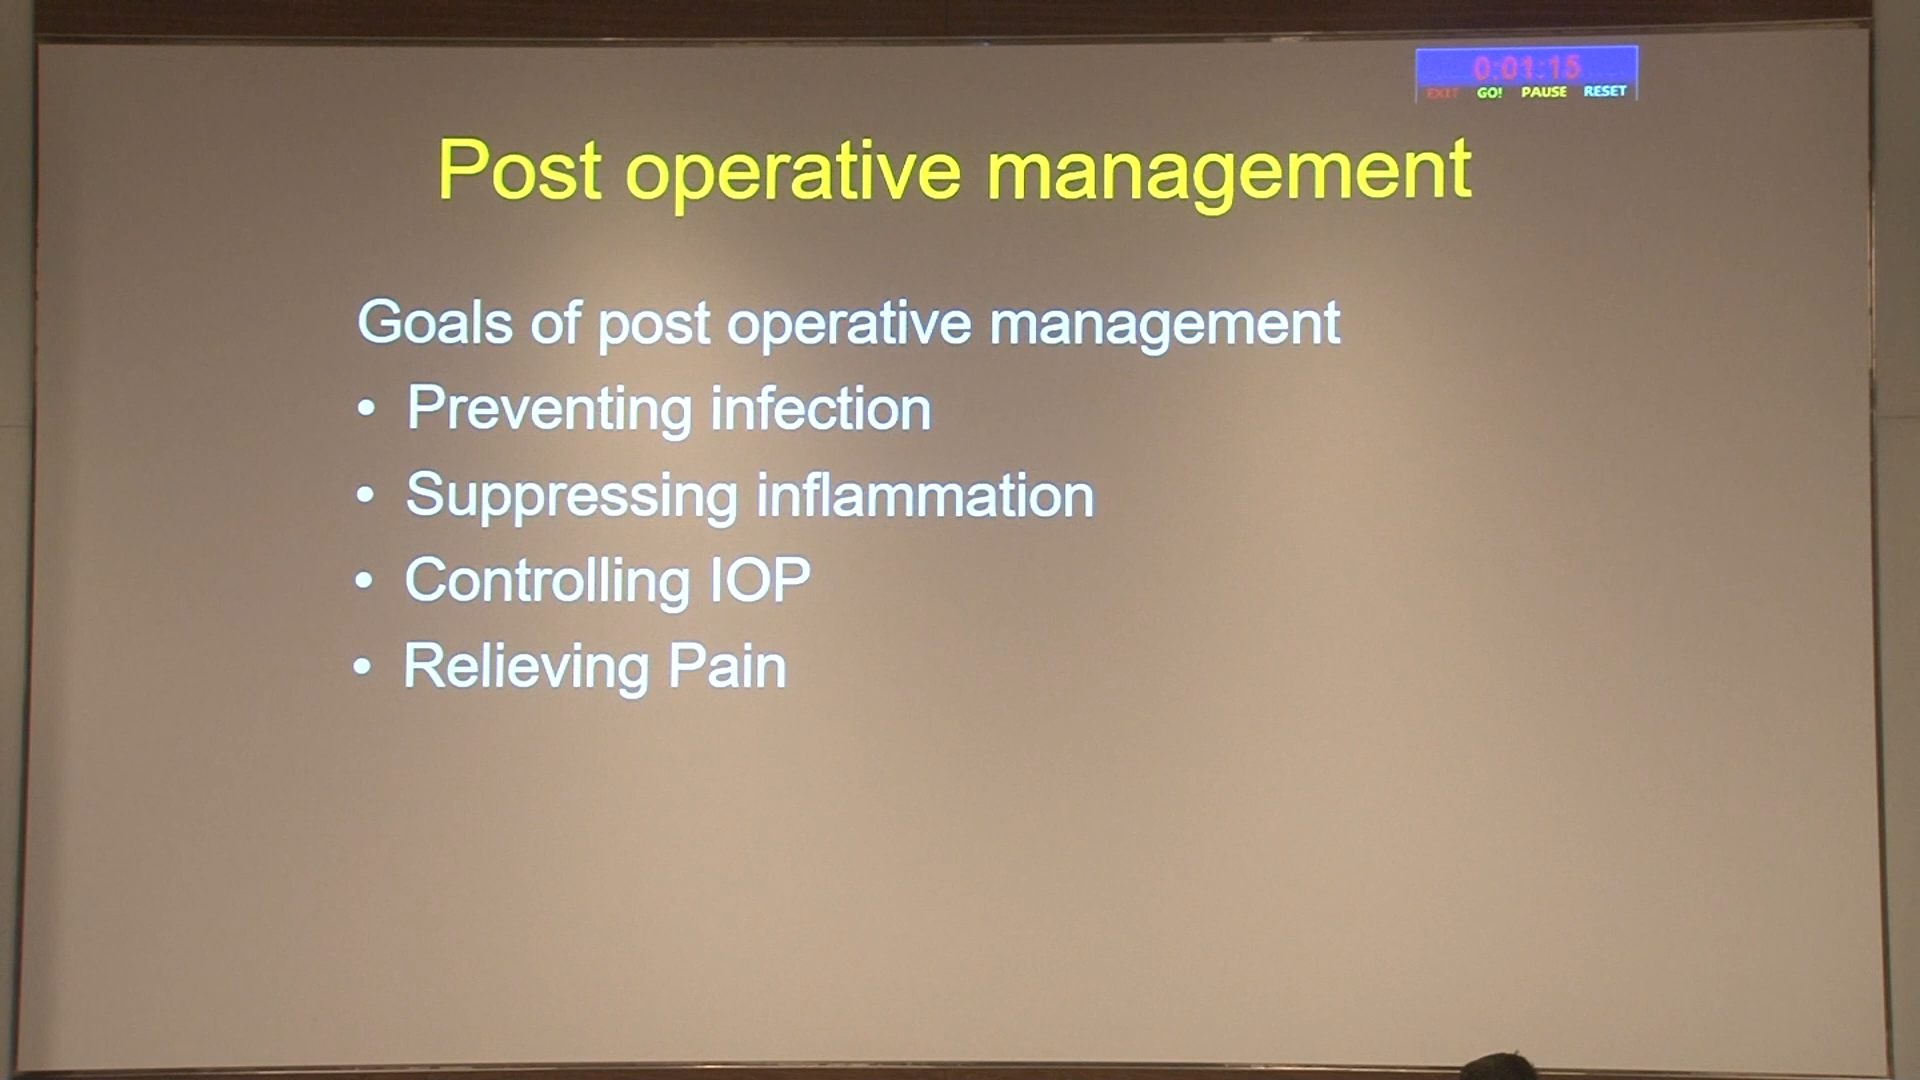 0:01:15
EXIT GO! PAUSE RESET
Post operative management
Goals of post operative management
• Preventing infection
• Suppressing inflammation
• Controlling IOP
• Relieving Pain